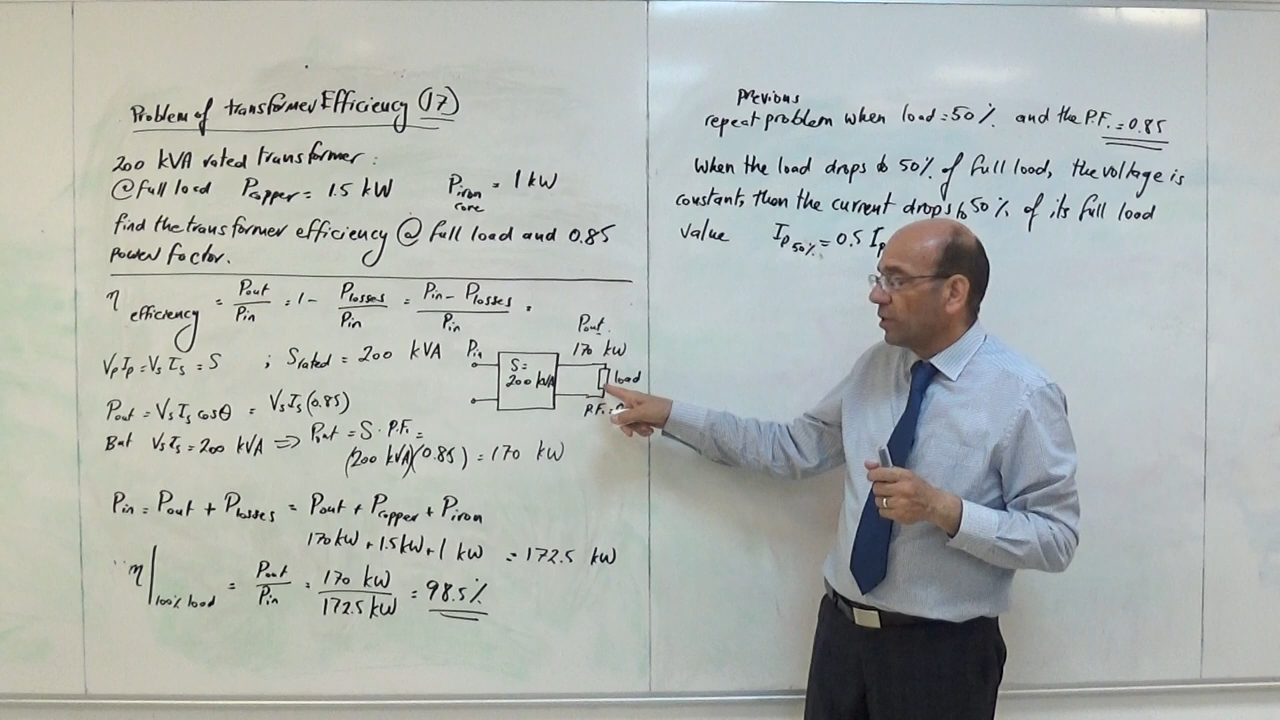 Problem of transformer Efficiency (17)
200 kVA rated transformer:
@ full load Pcopper = 1.5 kW Piron core = 1 kW
find the transformer efficiency @ full load and 0.85
power factor.
η efficiency = Pout/Pin = 1 - Plosses/Pin = Pin - Plosses/Pin =
VpIp = VsIs = S ; Srated = 200 kVA
Pout = VsIs cosθ = VsIs (0.85)
But VsIs = 200 kVA ⇒ Pout = S · P.F. =
(200 kVA)(0.85) = 170 kW
Pin
S =
200 kVA
Pout
170 kW
load
P.F. =
Pin = Pout + Plosses = Pout + Pcopper + Piron
170 kW + 1.5 kW + 1 kW = 172.5 kW
η|100% load = Pout/Pin = 170 kW/172.5 kW = 98.5%
Previous
repeat problem when load = 50% and the P.F. = 0.85
When the load drops to 50% of full load, the voltage is
constant, then the current drops to 50% of its full load
value Ip50% = 0.5 Ip